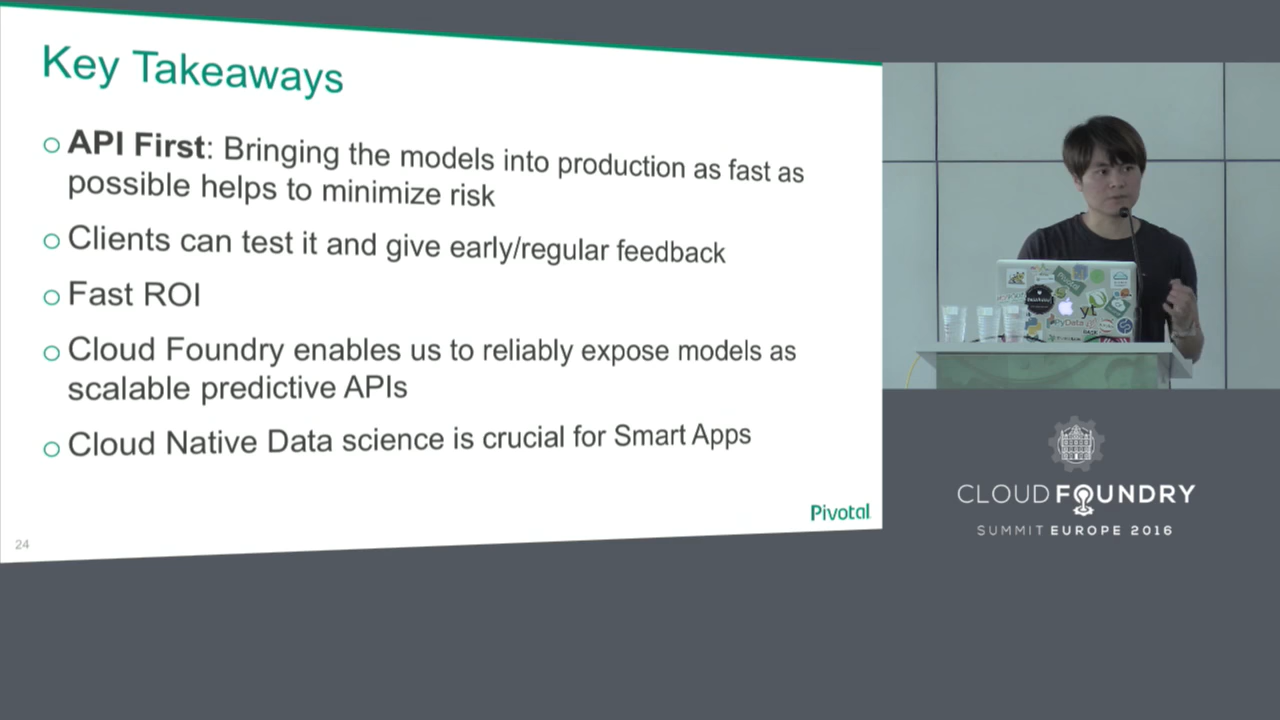 Key Takeaways
API First: Bringing the models into production as fast as
possible helps to minimize risk
Clients can test it and give early/regular feedback
Fast ROI
Cloud Foundry enables us to reliably expose models as
scalable predictive APIs
Cloud Native Data science is crucial for Smart Apps
Pivotal
24
PyData
CLOUD FOUNDRY
SUMMIT EUROPE 2016